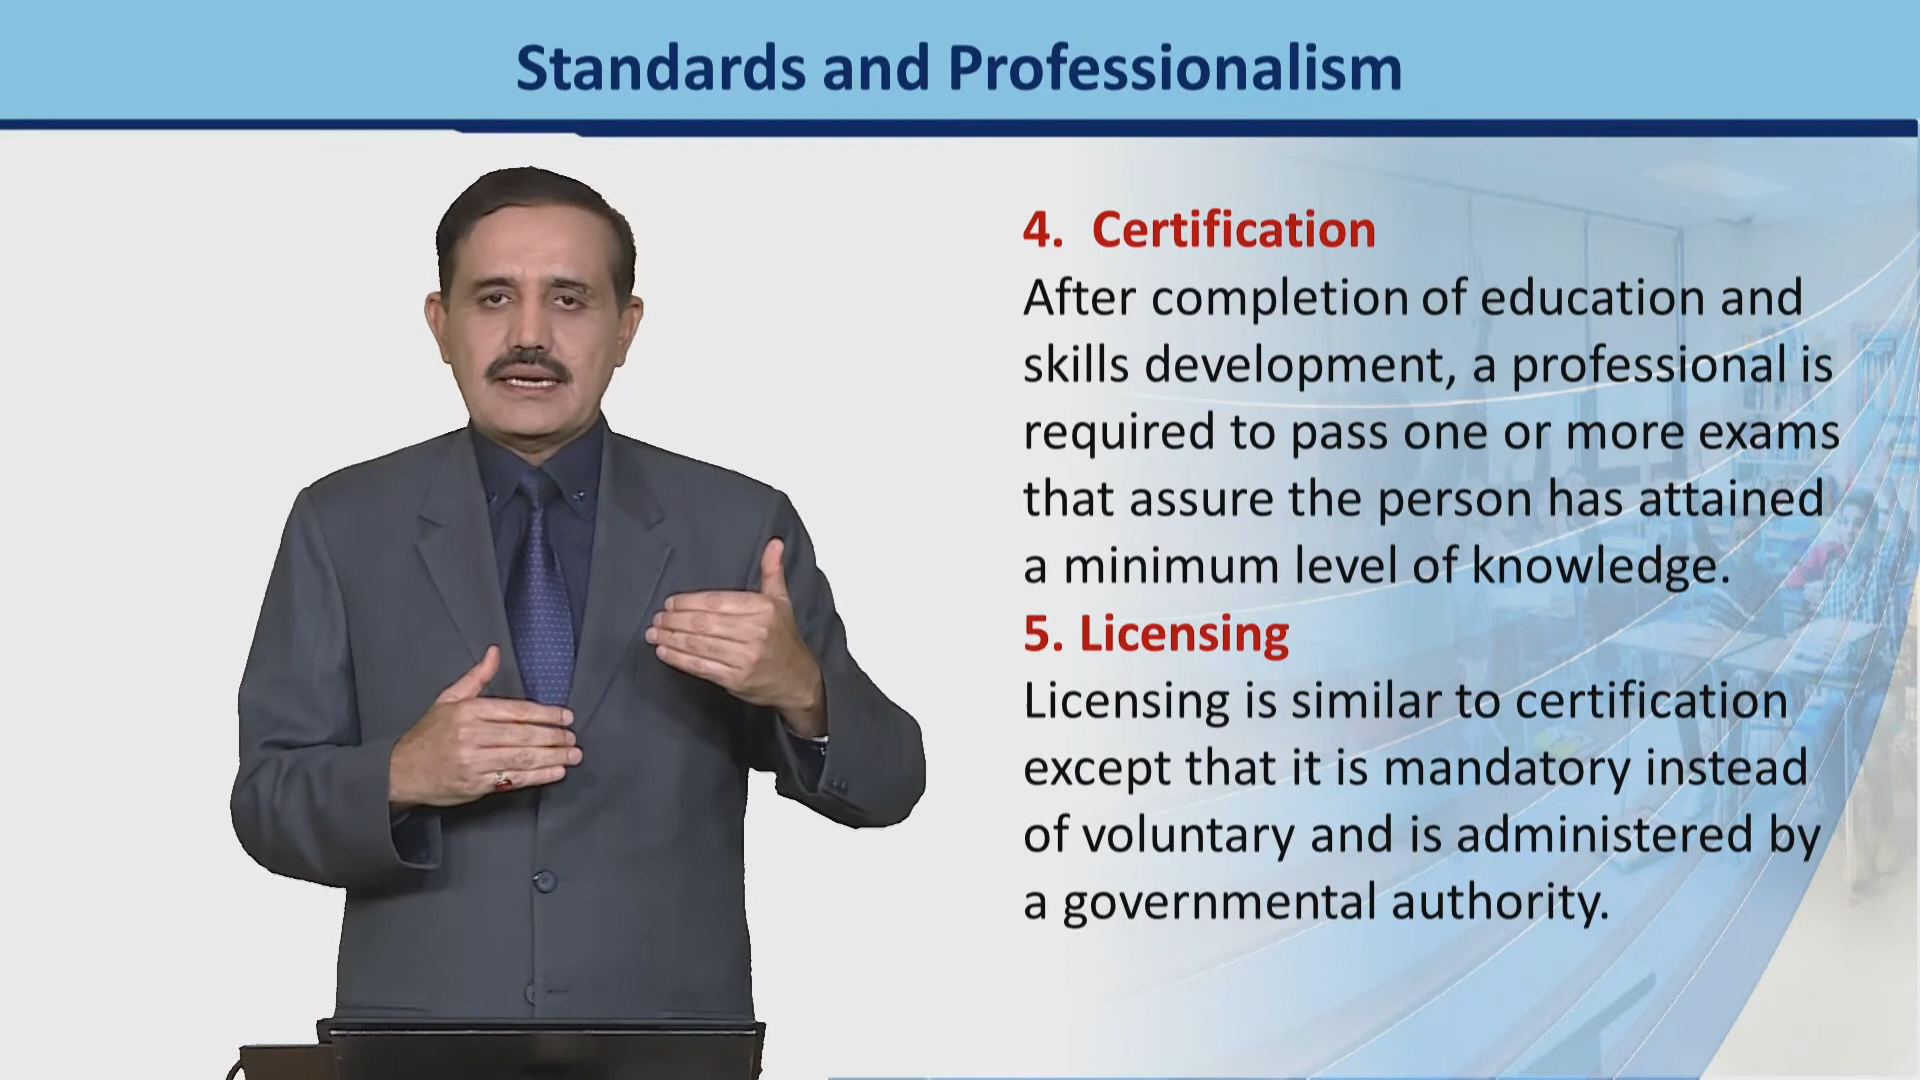 Standards and Professionalism
4. Certification
After completion of education and
skills development, a professional is
required to pass one or more exams
that assure the person has attained
a minimum level of knowledge.
5. Licensing
Licensing is similar to certification
except that it is mandatory instead
of voluntary and is administered by
a governmental authority.